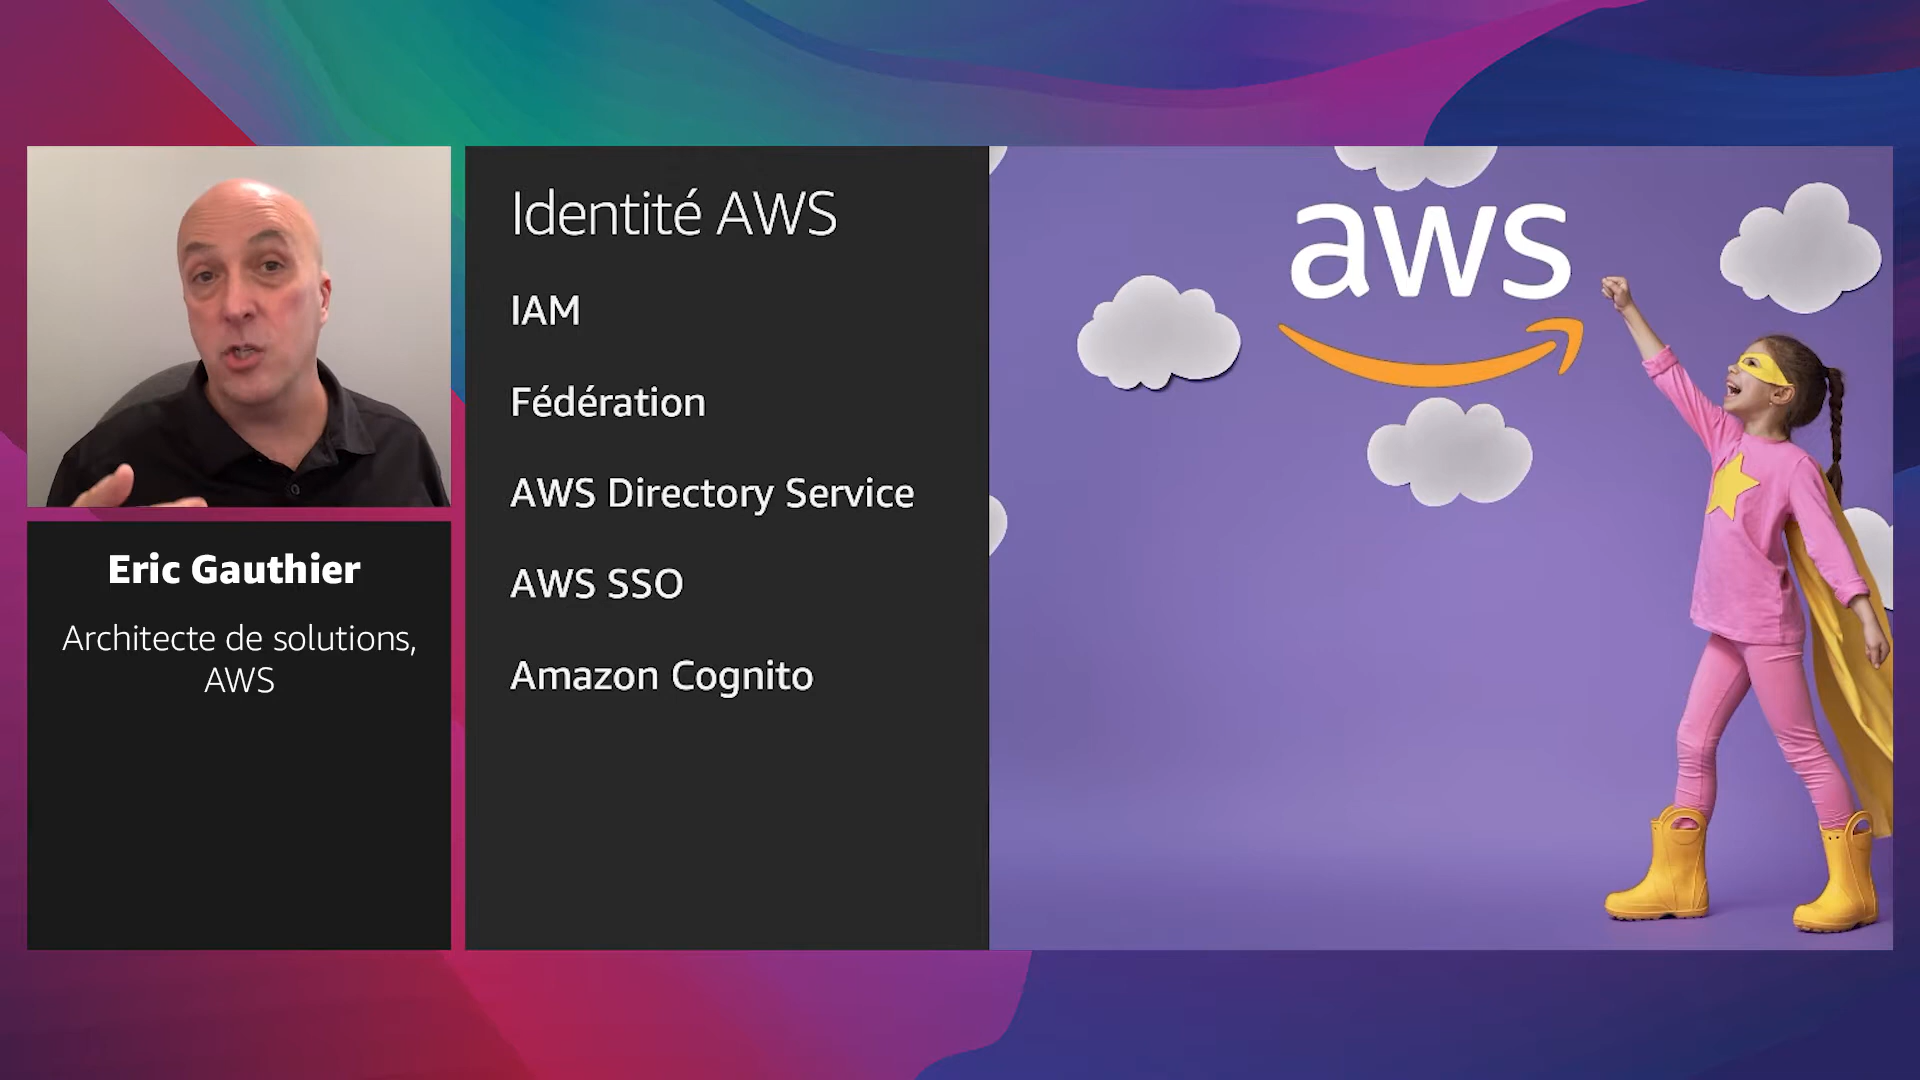 Eric Gauthier
Architecte de solutions,
AWS
Identité AWS
IAM
Fédération
AWS Directory Service
AWS SSO
Amazon Cognito
aws